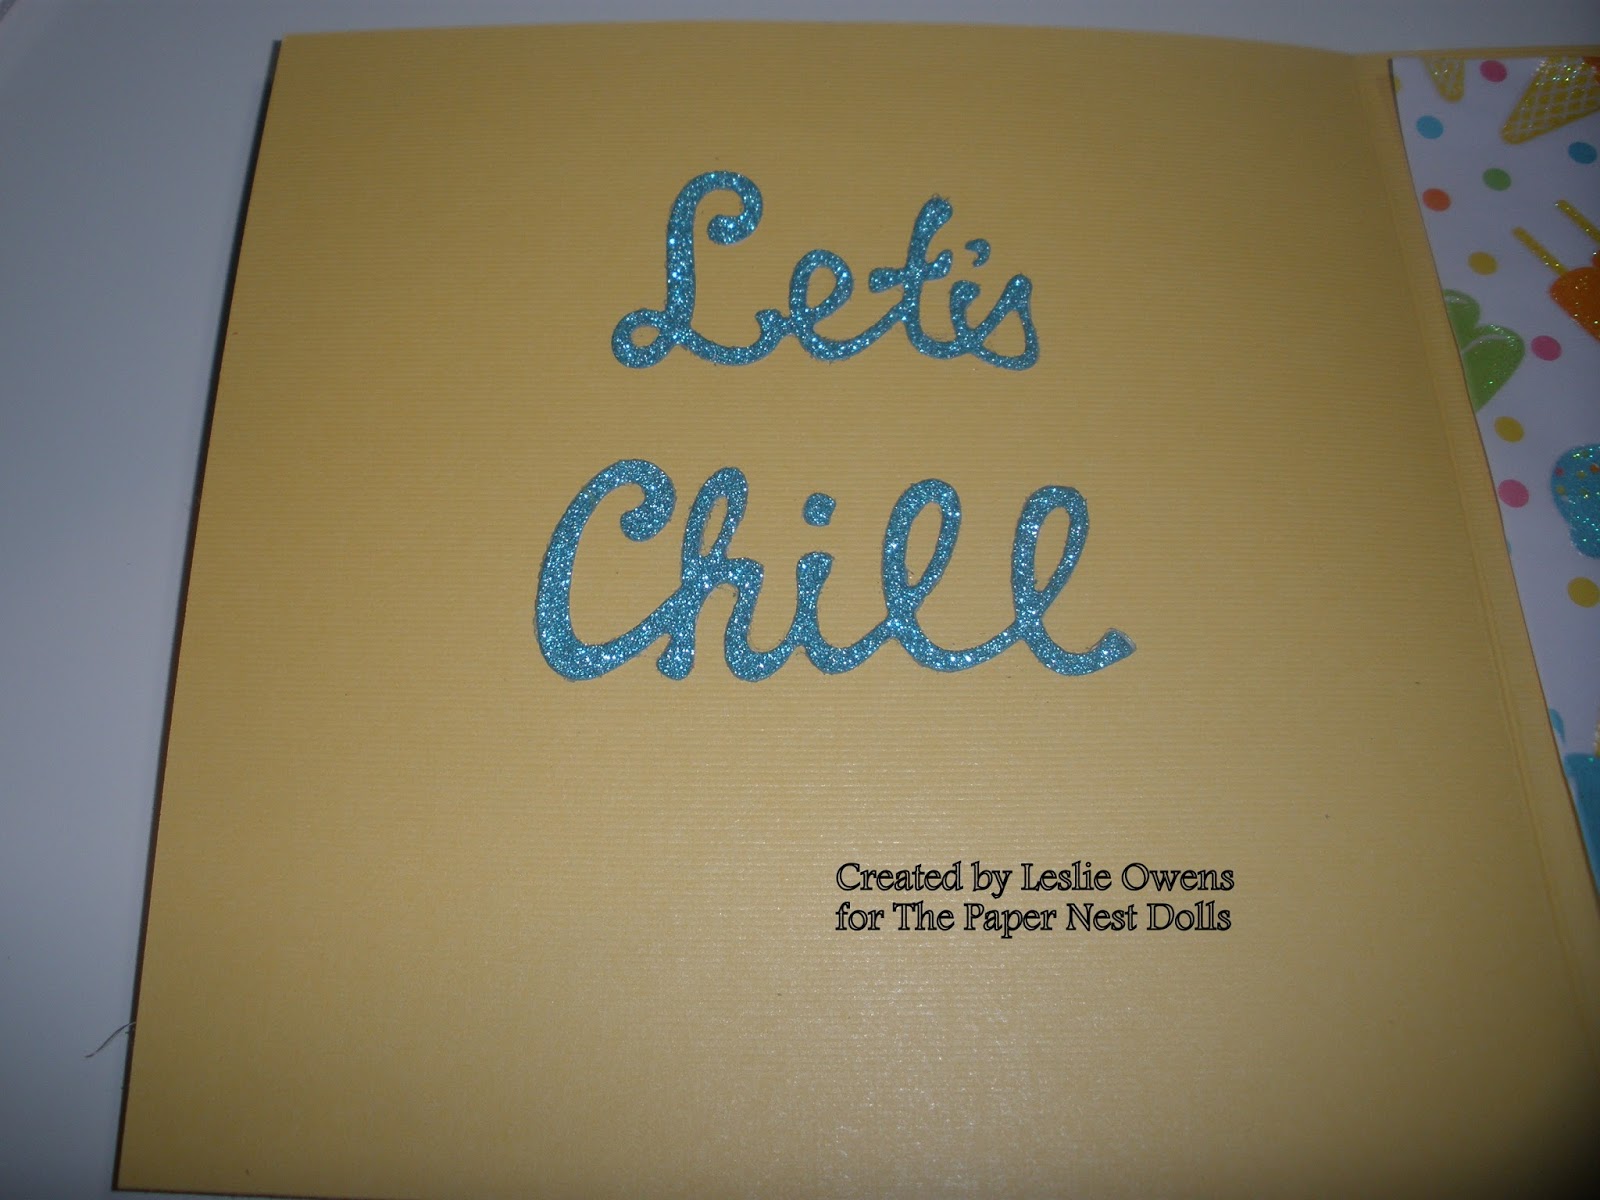 Let's
Chill
Created by Leslie Owens
for The Paper Nest Dolls